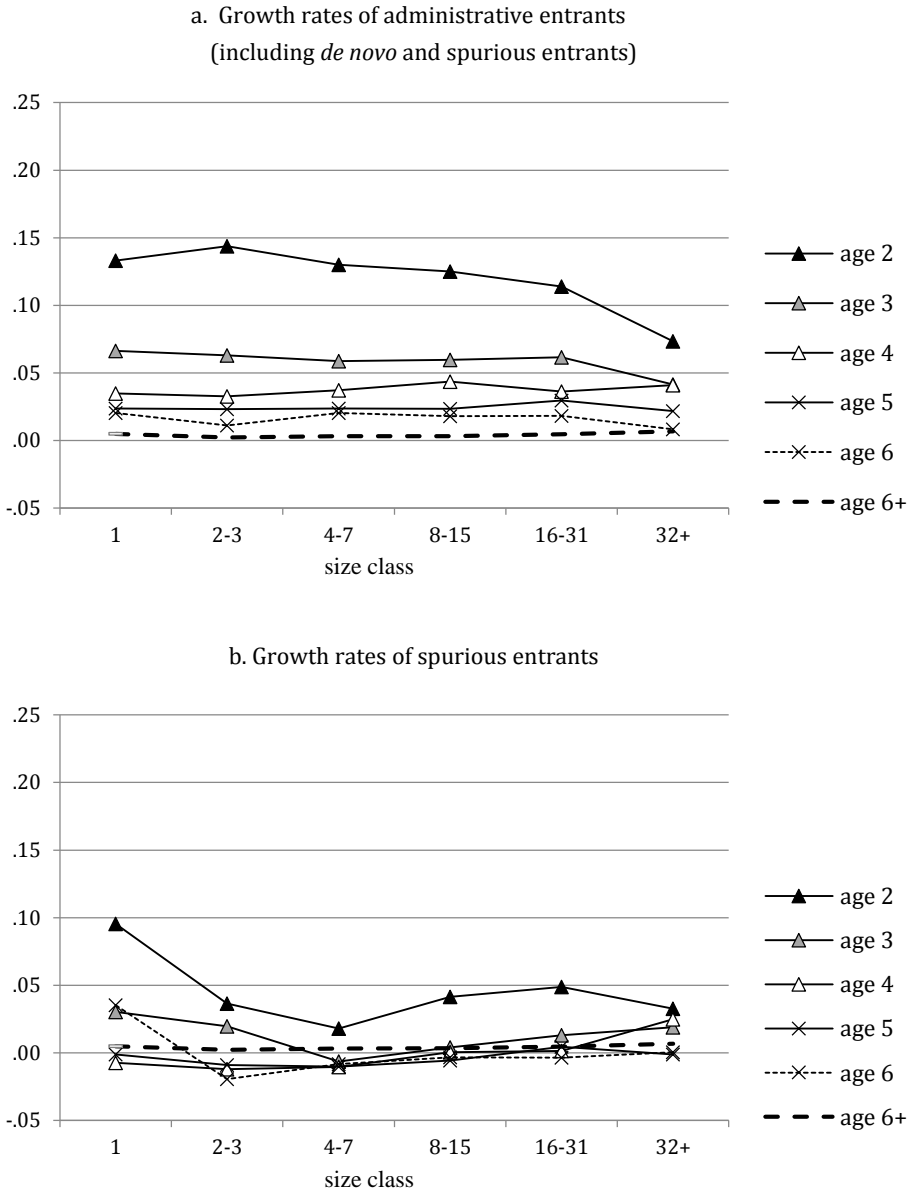 a. Growth rates of administrative entrants
(including de novo and spurious entrants)
.25
.20
.15
.10
.05
.00
-.05
1 2-3 4-7 8-15 16-31 32+
size class
age 2
age 3
age 4
age 5
age 6
age 6+
b. Growth rates of spurious entrants
.25
.20
.15
.10
.05
.00
-.05
1 2-3 4-7 8-15 16-31 32+
size class
age 2
age 3
age 4
age 5
age 6
age 6+